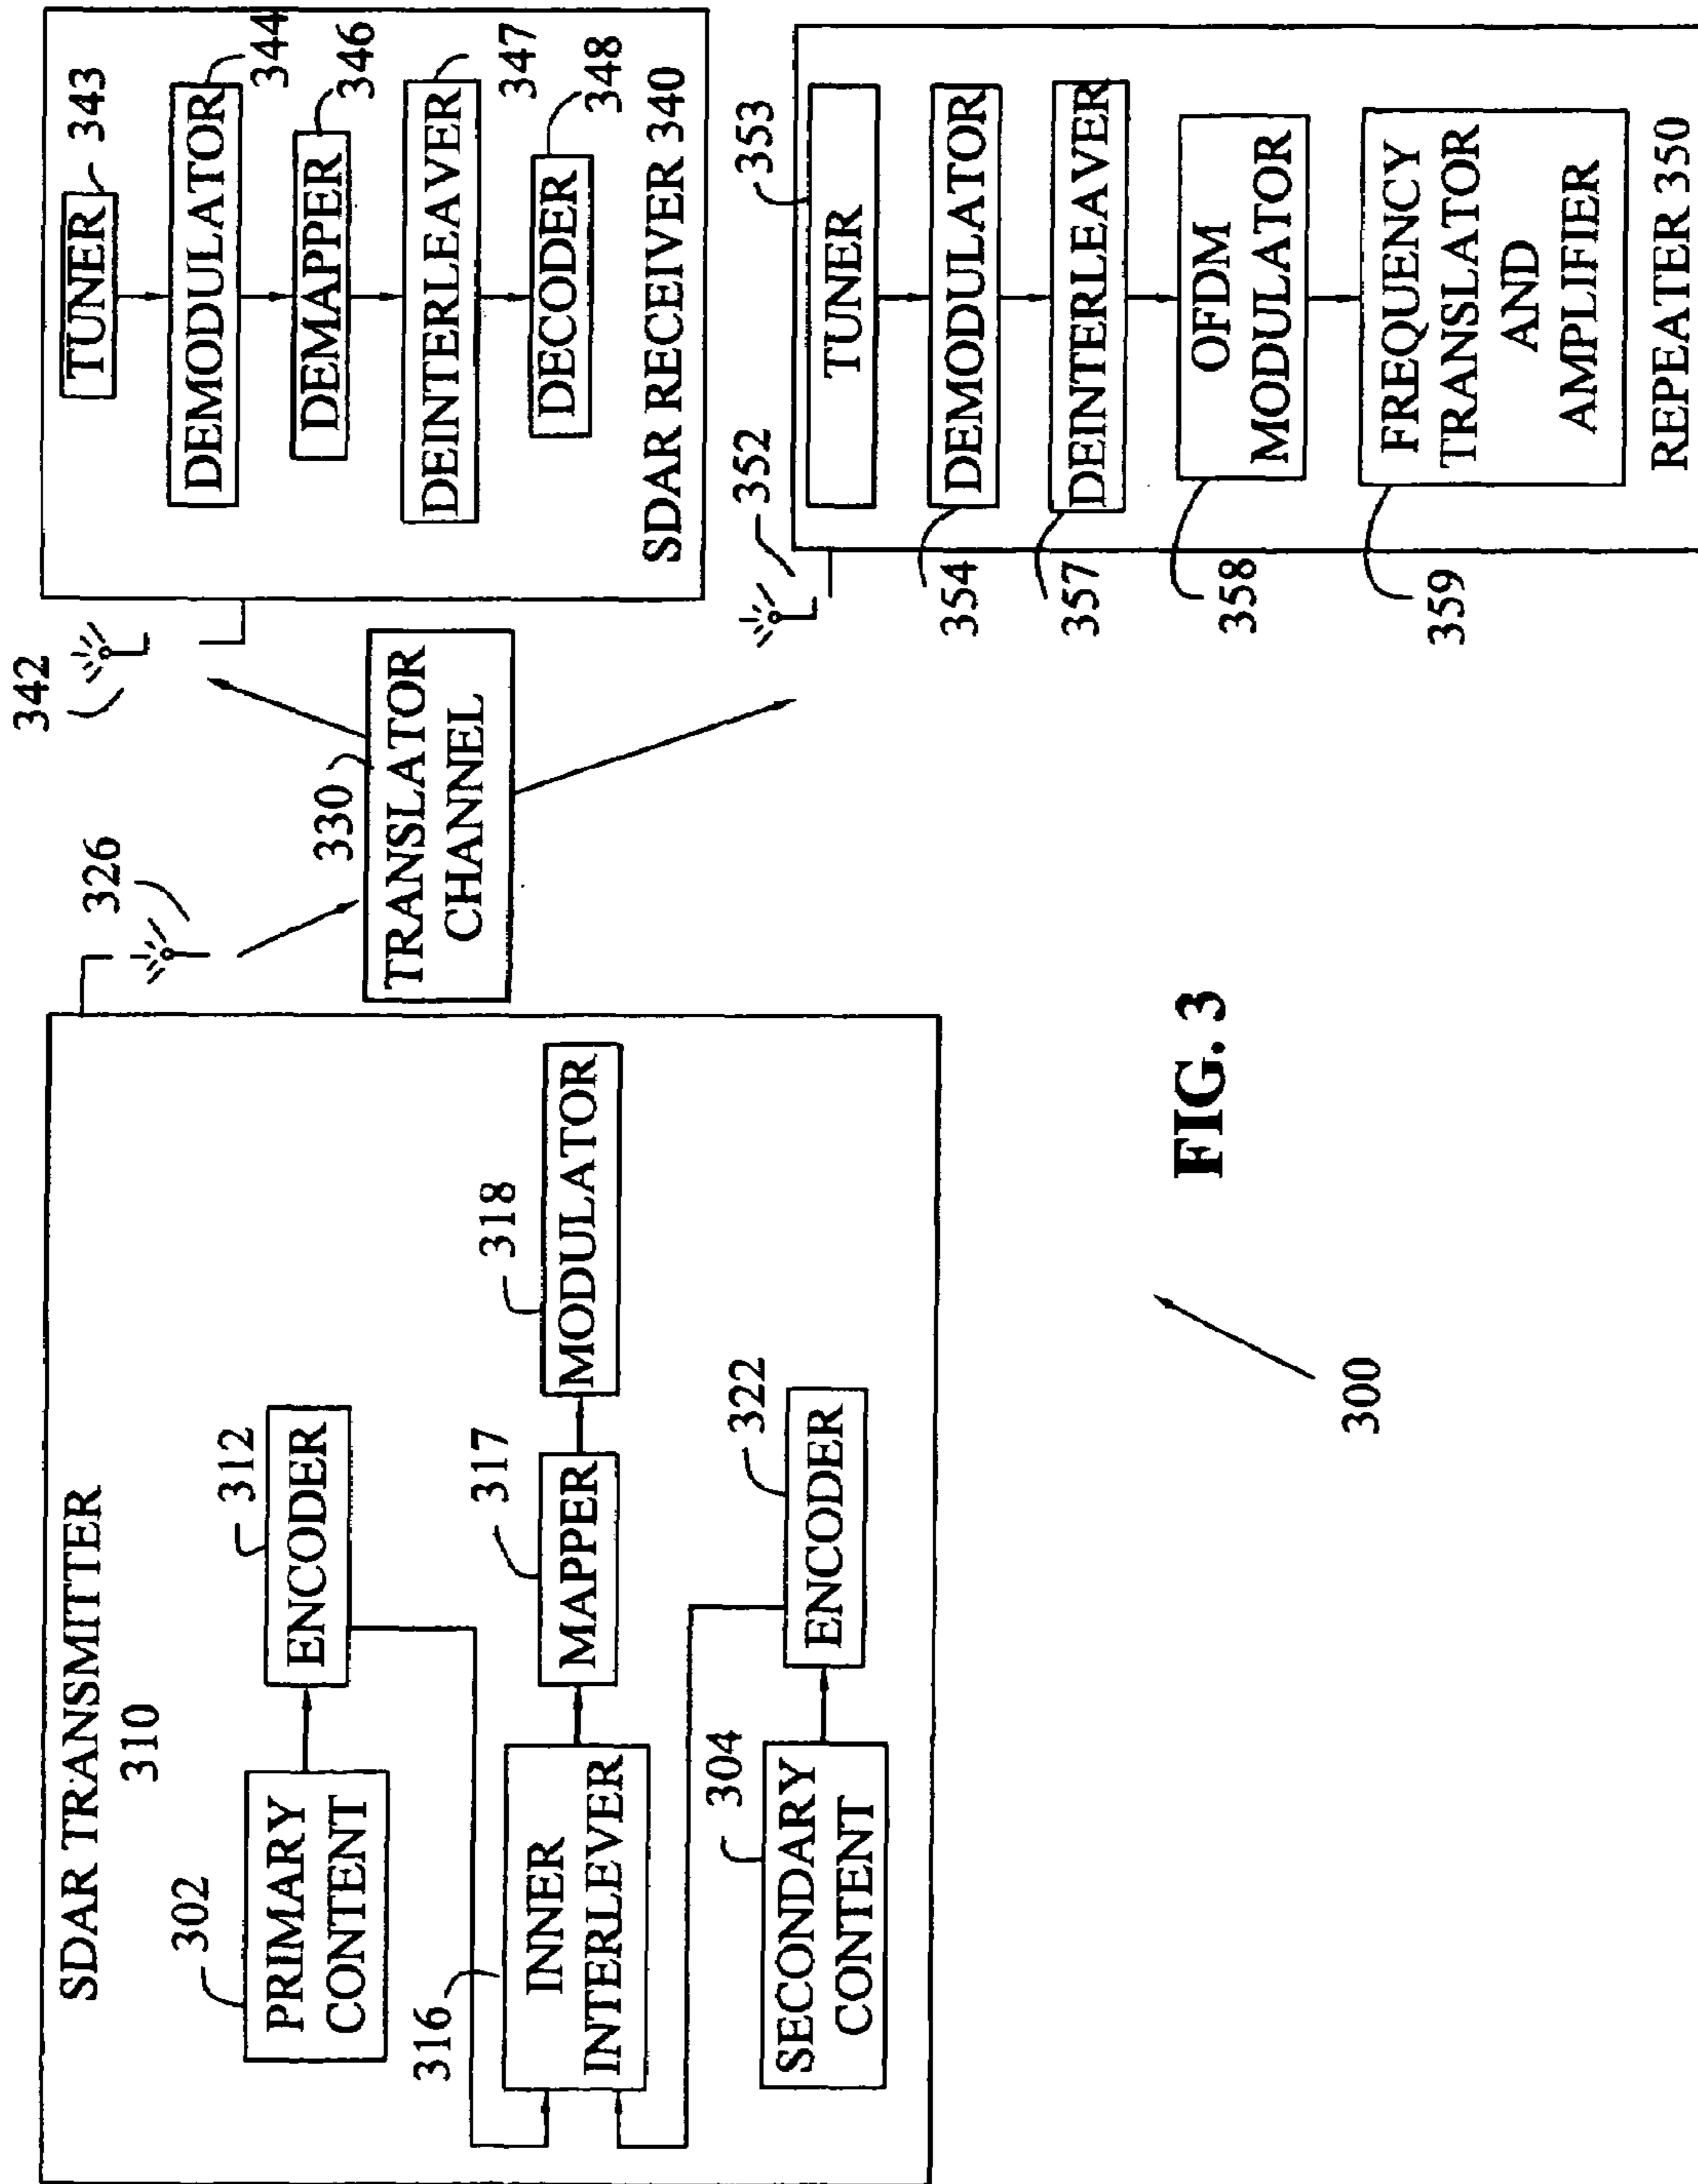 SDAR TRANSMITTER
310
302
PRIMARY
CONTENT
312
ENCODER
316
INNER
INTERLEVER
317
MAPPER
318
MODULATOR
304
SECONDARY
CONTENT
322
ENCODER
326
330
TRANSLATOR
CHANNEL
342
TUNER
343
DEMODULATOR
344
DEMAPPER
346
DEINTERLEAVER
347
DECODER
348
SDAR RECEIVER 340
352
353
TUNER
354
DEMODULATOR
357
DEINTERLEAVER
358
OFDM
MODULATOR
359
FREQUENCY
TRANSLATOR
AND
AMPLIFIER
REPEATER 350
300
FIG. 3